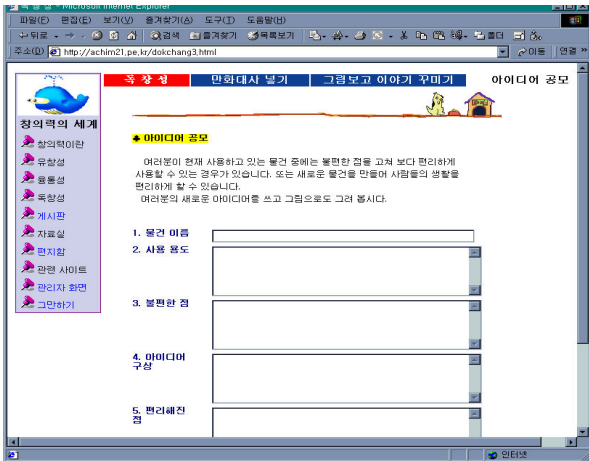 독 창 성 - Microsoft Internet Explorer
파일(F) 편집(E) 보기(V) 즐겨찾기(A) 도구(T) 도움말(H)
뒤로 검색 즐겨찾기 목록보기 폴더
주소(D) http://achim21.pe.kr/dokchang3.html 이동 연결 »
독 창 성 만화대사 넣기 그림보고 이야기 꾸미기 아이디어 공모
창의력의 세계
창의력이란
유창성
융통성
독창성
게시판
자료실
편지함
관련 사이트
관리자 화면
그만하기
♣ 아이디어 공모
여러분이 현재 사용하고 있는 물건 중에는 불편한 점을 고쳐 보다 편리하게
사용할 수 있는 경우가 있습니다. 또는 새로운 물건을 만들어 사람들의 생활을
편리하게 할 수 있습니다.
여러분의 새로운 아이디어를 쓰고 그림으로도 그려 봅시다.
1. 물건 이름
2. 사용 용도
3. 불편한 점
4. 아이디어
구상
5. 편리해진
점
인터넷